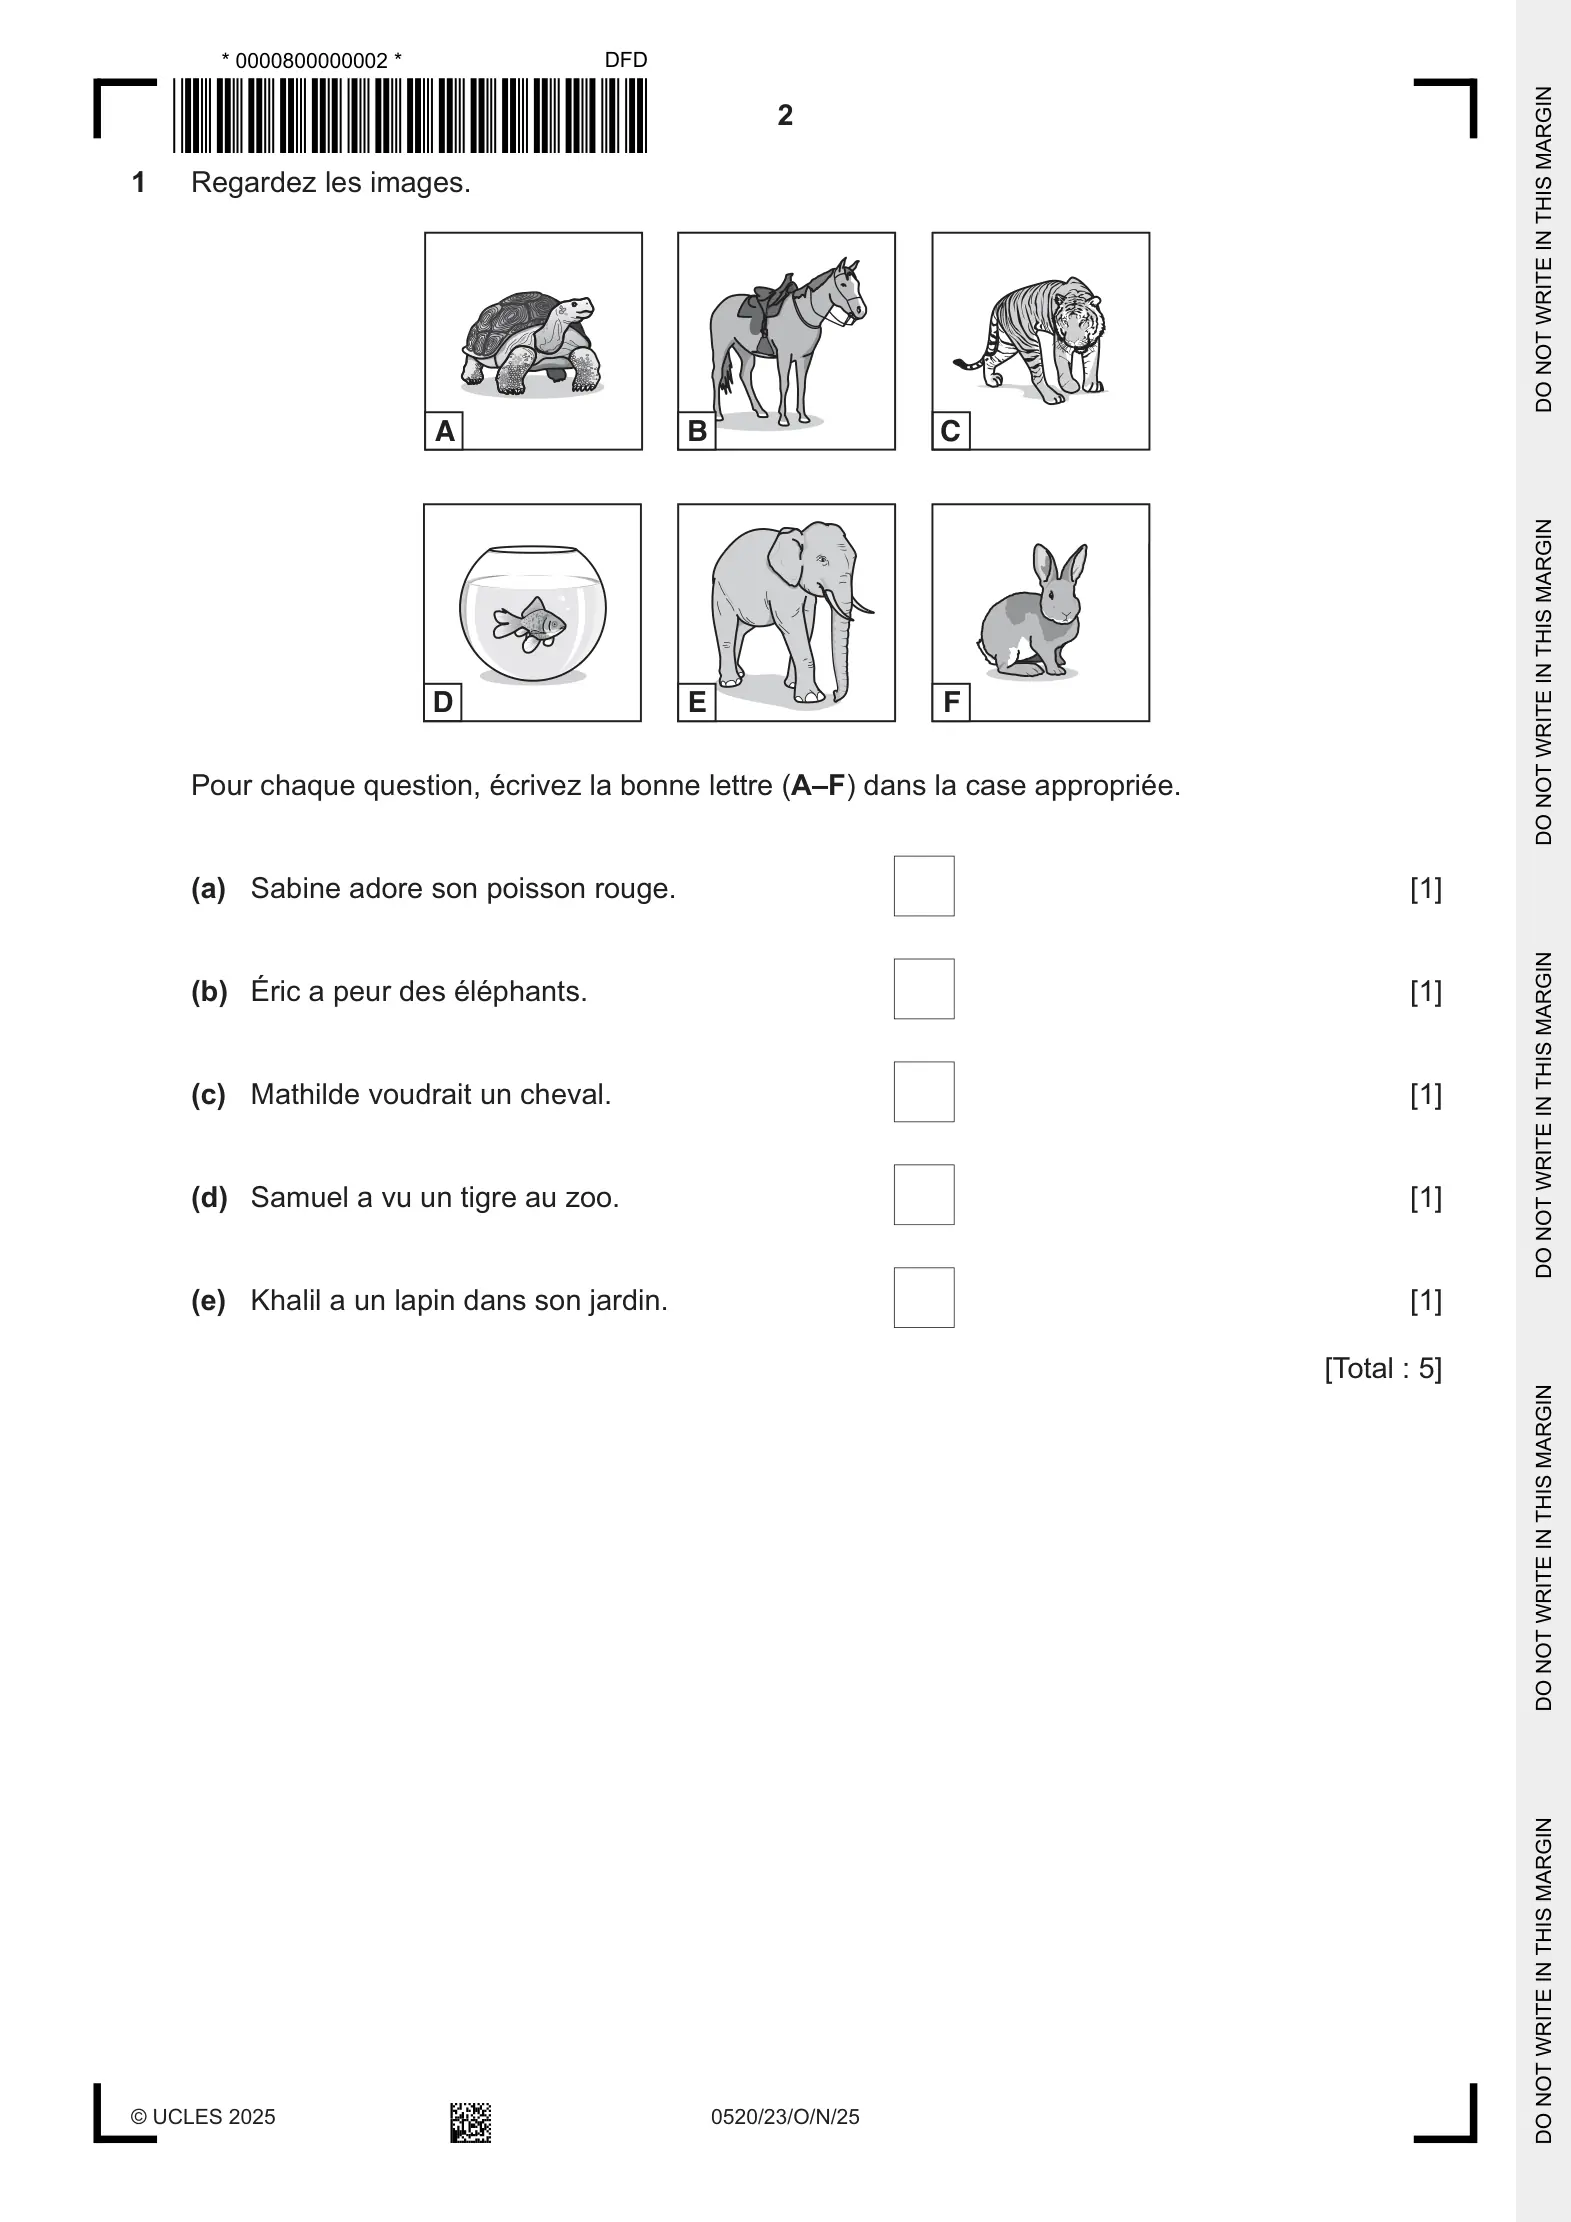 * 0000800000002 *
DFD
2
1 Regardez les images.
A
B
C
D
E
F
Pour chaque question, écrivez la bonne lettre (A–F) dans la case appropriée.
(a) Sabine adore son poisson rouge. [1]
(b) Éric a peur des éléphants. [1]
(c) Mathilde voudrait un cheval. [1]
(d) Samuel a vu un tigre au zoo. [1]
(e) Khalil a un lapin dans son jardin. [1]
[Total : 5]
© UCLES 2025
0520/23/O/N/25
DO NOT WRITE IN THIS MARGIN
DO NOT WRITE IN THIS MARGIN
DO NOT WRITE IN THIS MARGIN
DO NOT WRITE IN THIS MARGIN
DO NOT WRITE IN THIS MARGIN